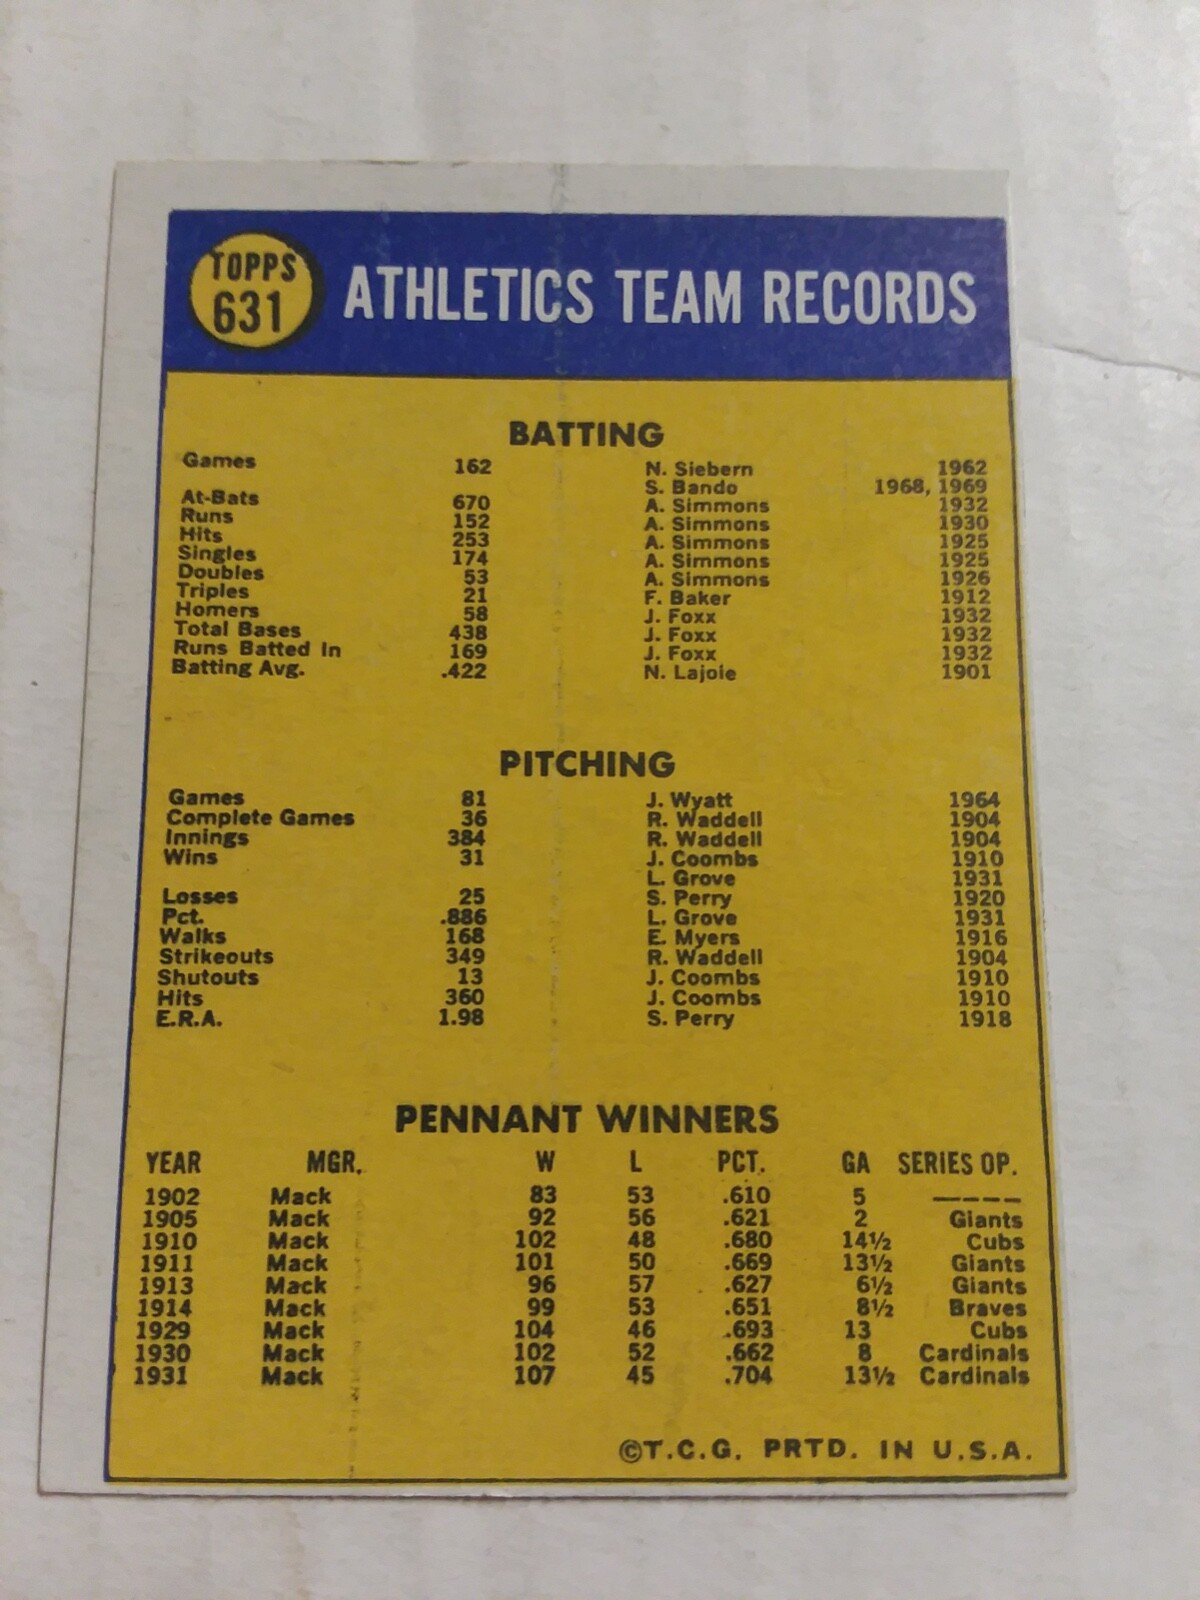 TOPPS
631
ATHLETICS TEAM RECORDS
BATTING
Games 162 N. Siebern 1962
S. Bando 1968, 1969
At-Bats 670 A. Simmons 1932
Runs 152 A. Simmons 1930
Hits 253 A. Simmons 1925
Singles 174 A. Simmons 1925
Doubles 53 A. Simmons 1926
Triples 21 F. Baker 1912
Homers 58 J. Foxx 1932
Total Bases 438 J. Foxx 1932
Runs Batted In 169 J. Foxx 1932
Batting Avg. .422 N. Lajoie 1901
PITCHING
Games 81 J. Wyatt 1964
Complete Games 36 R. Waddell 1904
Innings 384 R. Waddell 1904
Wins 31 J. Coombs 1910
L. Grove 1931
Losses 25 S. Perry 1920
Pct. .886 L. Grove 1931
Walks 168 E. Myers 1916
Strikeouts 349 R. Waddell 1904
Shutouts 13 J. Coombs 1910
Hits 360 J. Coombs 1910
E.R.A. 1.98 S. Perry 1918
PENNANT WINNERS
YEAR MGR. W L PCT. GA SERIES OP.
1902 Mack 83 53 .610 5 –––––
1905 Mack 92 56 .621 2 Giants
1910 Mack 102 48 .680 14½ Cubs
1911 Mack 101 50 .669 13½ Giants
1913 Mack 96 57 .627 6½ Giants
1914 Mack 99 53 .651 8½ Braves
1929 Mack 104 46 .693 13 Cubs
1930 Mack 102 52 .662 8 Cardinals
1931 Mack 107 45 .704 13½ Cardinals
©T.C.G. PRTD. IN U.S.A.